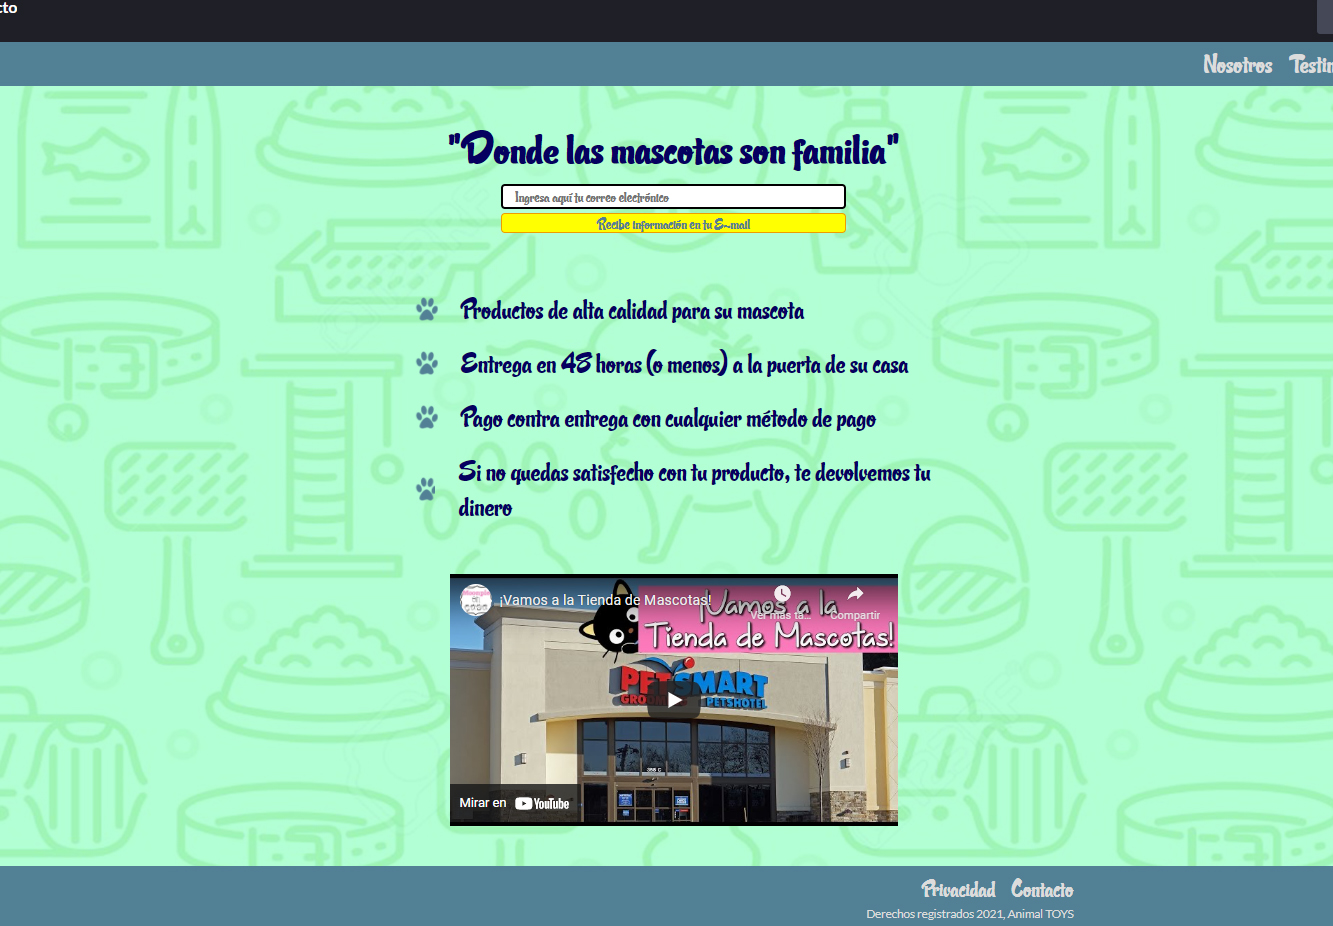 cto
Nosotros Testim
"Donde las mascotas son familia"
Ingresa aquí tu correo electrónico
Recibe información en tu E-mail
Productos de alta calidad para su mascota
Entrega en 48 horas (o menos) a la puerta de su casa
Pago contra entrega con cualquier método de pago
Si no quedas satisfecho con tu producto, te devolvemos tu
dinero
¡Vamos a la Tienda de Mascotas!
Ver más ta...
Compartir
¡Vamos a la
Tienda de Mascotas!
PETSMART
GROOM
PETSHOTEL
Mirar en YouTube
Privacidad Contacto
Derechos registrados 2021, Animal TOYS